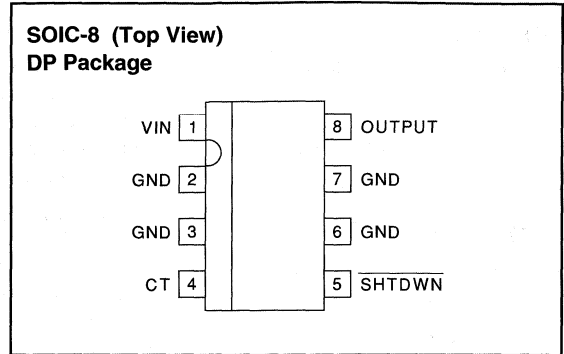 SOIC-8 (Top View)
DP Package
VIN 1 8 OUTPUT
GND 2 7 GND
GND 3 6 GND
CT 4 5 SHTDWN